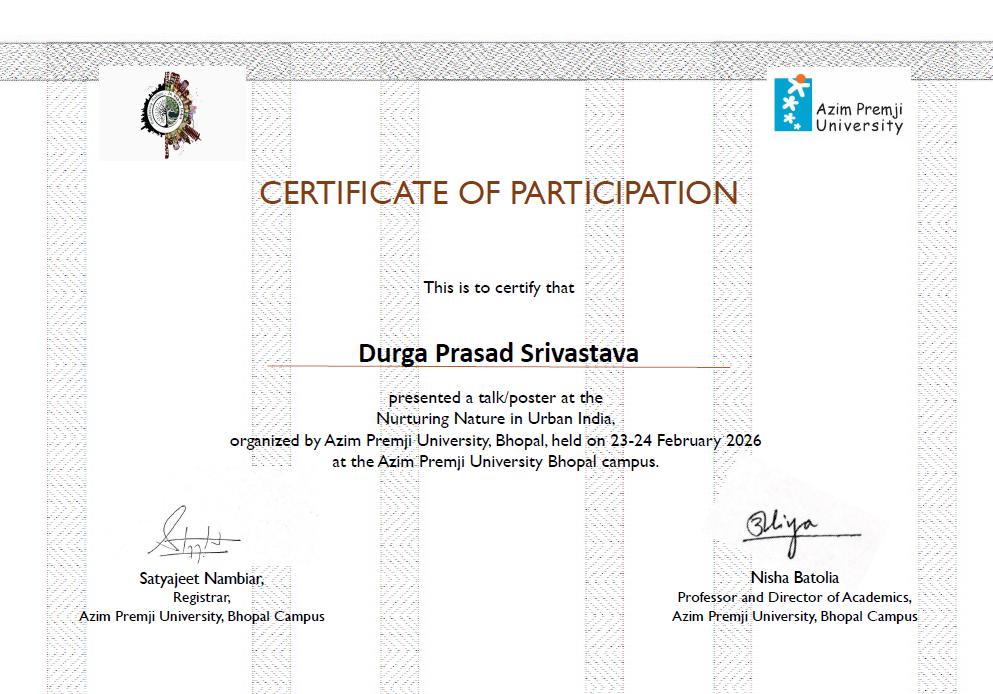 Azim Premji
University
CERTIFICATE OF PARTICIPATION
This is to certify that
Durga Prasad Srivastava
presented a talk/poster at the
Nurturing Nature in Urban India,
organized by Azim Premji University, Bhopal, held on 23-24 February 2026
at the Azim Premji University Bhopal campus.
Satyajeet Nambiar,
Registrar,
Azim Premji University, Bhopal Campus
Nisha Batolia
Professor and Director of Academics,
Azim Premji University, Bhopal Campus